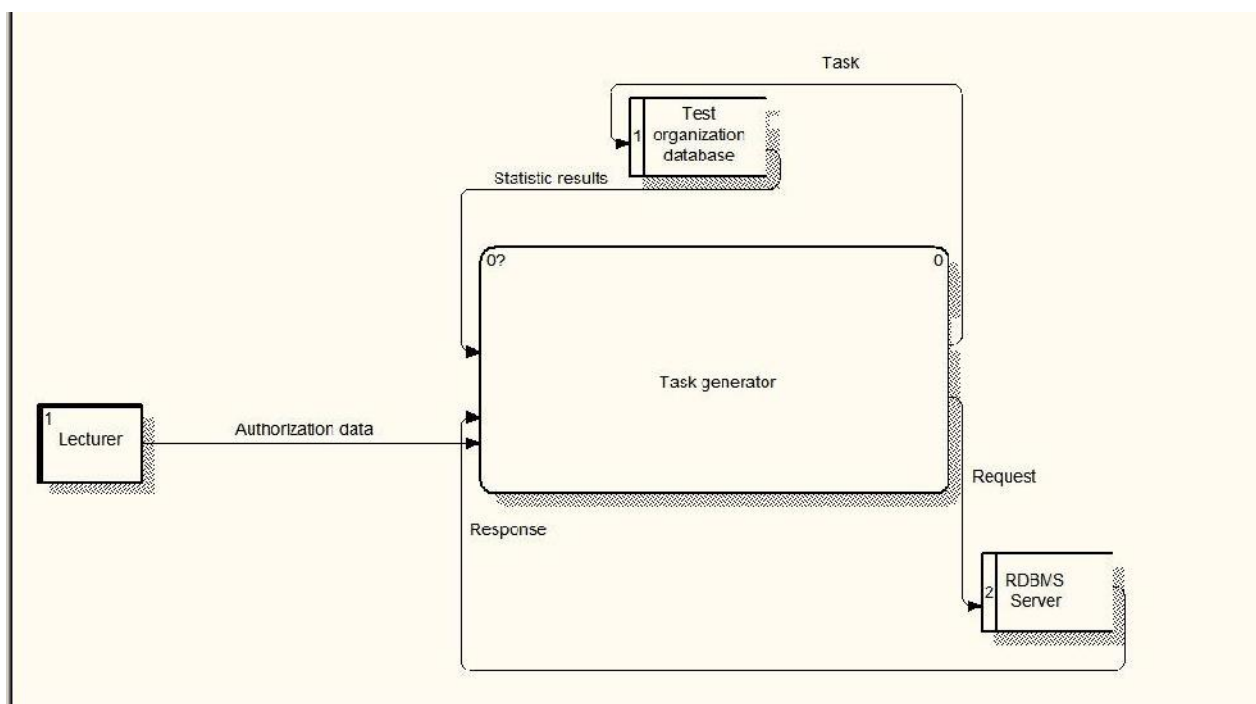 Task
Test
1 organization
database
Statistic results
0? 0
Task generator
1
Lecturer
Authorization data
Request
Response
RDBMS
2 Server